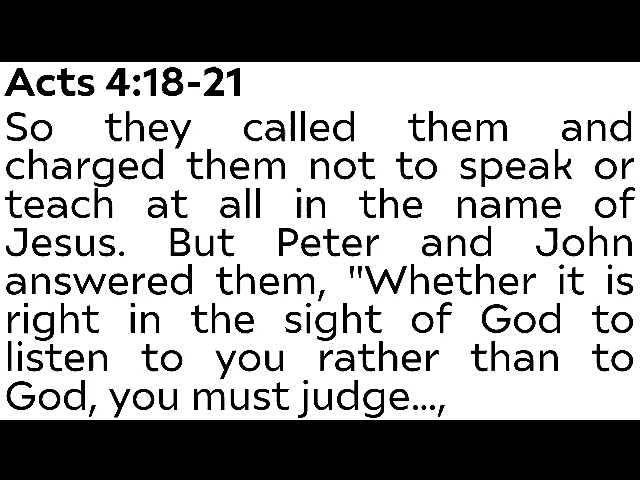 Acts 4:18-21
So they called them and
charged them not to speak or
teach at all in the name of
Jesus. But Peter and John
answered them, "Whether it is
right in the sight of God to
listen to you rather than to
God, you must judge...,